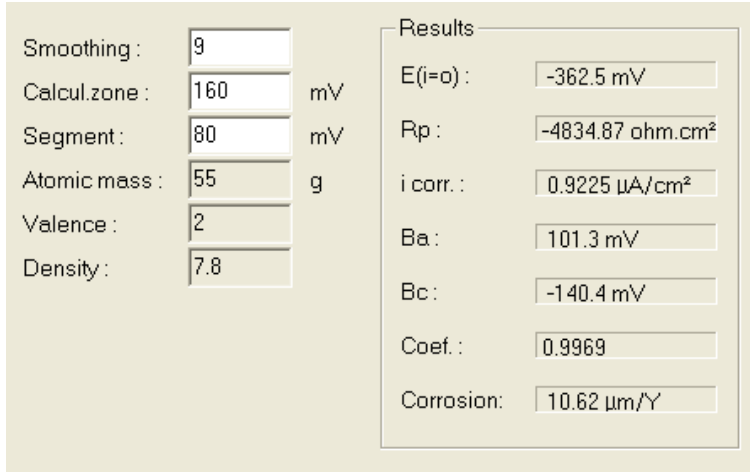 Smoothing : 9
Calcul.zone : 160 mV
Segment : 80 mV
Atomic mass : 55 g
Valence : 2
Density : 7.8
Results
E(i=o) : -362.5 mV
Rp : -4834.87 ohm.cm²
i corr. : 0.9225 µA/cm²
Ba : 101.3 mV
Bc : -140.4 mV
Coef. : 0.9969
Corrosion: 10.62 µm/Y